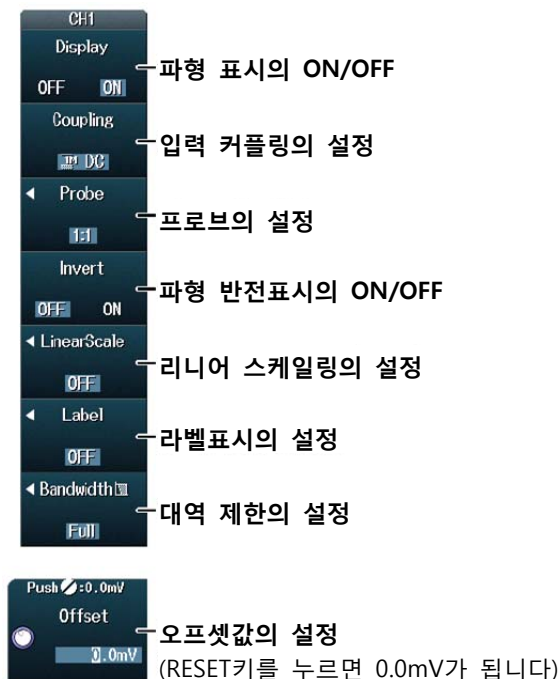 CH1
Display
OFF ON
파형 표시의 ON/OFF
Coupling
1M DC
입력 커플링의 설정
Probe
1:1
프로브의 설정
Invert
OFF ON
파형 반전표시의 ON/OFF
LinearScale
OFF
리니어 스케일링의 설정
Label
OFF
라벨표시의 설정
Bandwidth
Full
대역 제한의 설정
Push :0.0mV
Offset
0.0mV
오프셋값의 설정
(RESET키를 누르면 0.0mV가 됩니다)